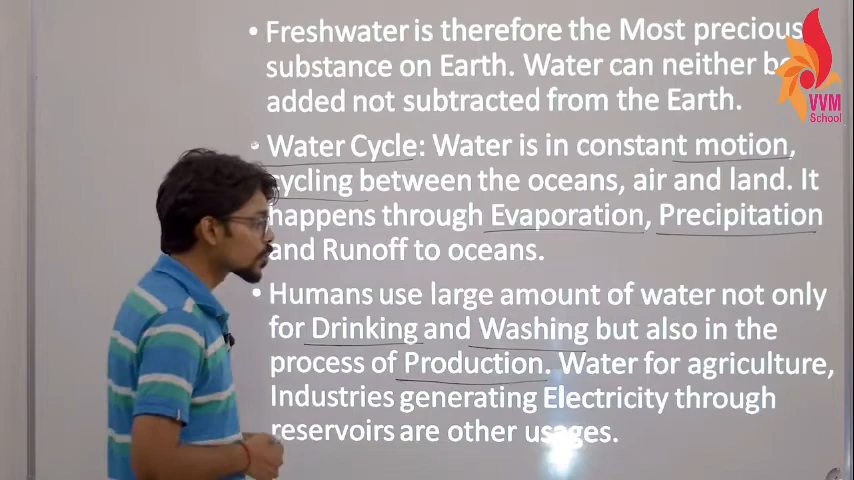 • Freshwater is therefore the Most precious
substance on Earth. Water can neither be
added not subtracted from the Earth.
• Water Cycle: Water is in constant motion,
cycling between the oceans, air and land. It
happens through Evaporation, Precipitation
and Runoff to oceans.
• Humans use large amount of water not only
for Drinking and Washing but also in the
process of Production. Water for agriculture,
Industries generating Electricity through
reservoirs are other usages.
VVM
School